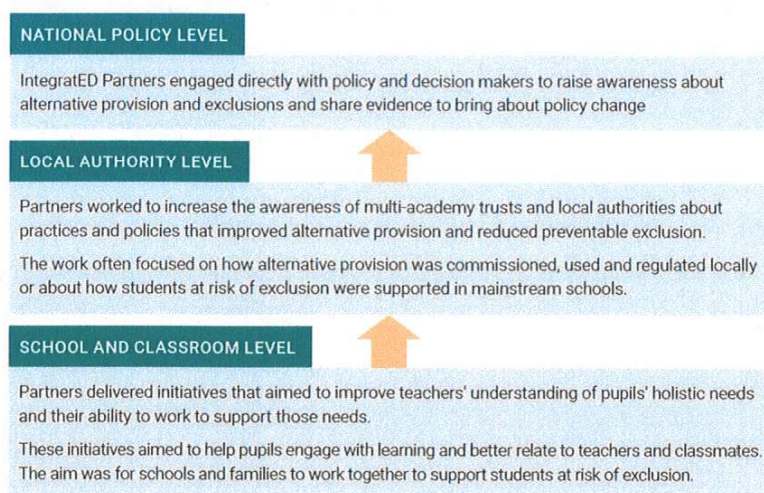 NATIONAL POLICY LEVEL
IntegratED Partners engaged directly with policy and decision makers to raise awareness about
alternative provision and exclusions and share evidence to bring about policy change
LOCAL AUTHORITY LEVEL
Partners worked to increase the awareness of multi-academy trusts and local authorities about
practices and policies that improved alternative provision and reduced preventable exclusion.
The work often focused on how alternative provision was commissioned, used and regulated locally
or about how students at risk of exclusion were supported in mainstream schools.
SCHOOL AND CLASSROOM LEVEL
Partners delivered initiatives that aimed to improve teachers' understanding of pupils' holistic needs
and their ability to work to support those needs.
These initiatives aimed to help pupils engage with learning and better relate to teachers and classmates.
The aim was for schools and families to work together to support students at risk of exclusion.